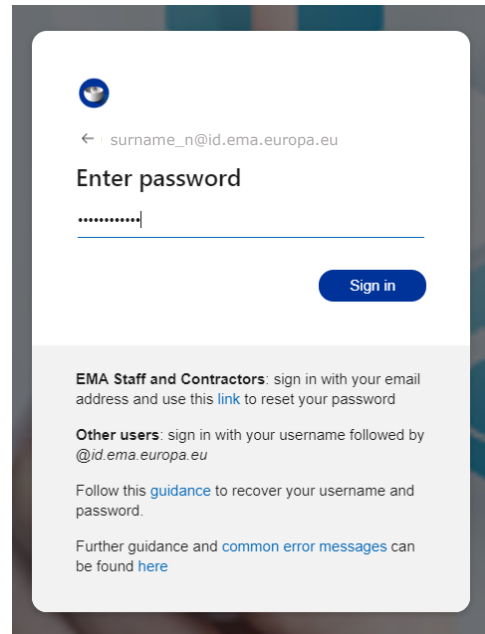 ← surname_n@id.ema.europa.eu
Enter password
••••••••••••
Sign in
EMA Staff and Contractors: sign in with your email
address and use this link to reset your password
Other users: sign in with your username followed by
@id.ema.europa.eu
Follow this guidance to recover your username and
password.
Further guidance and common error messages can
be found here